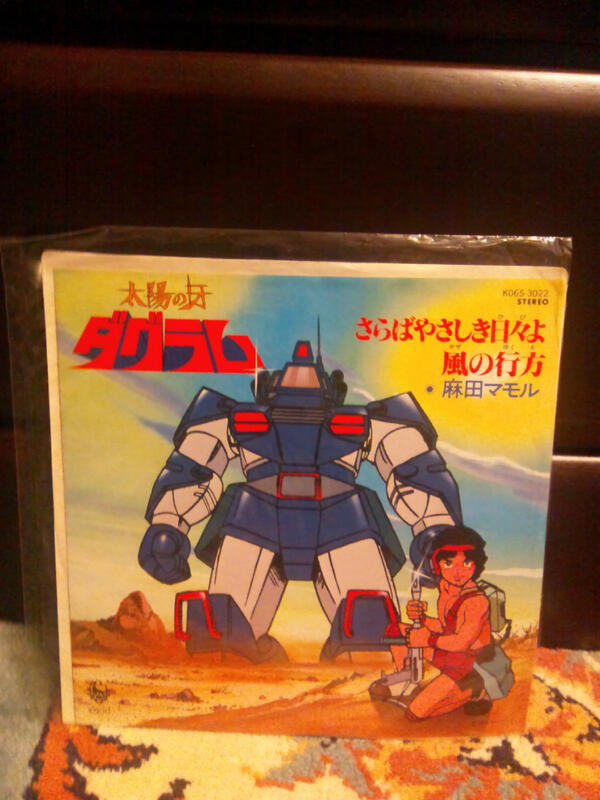 K06S-3022
STEREO
太陽の牙
ダグラム
さらばやさしき日々よ
風の行方
●麻田マモル